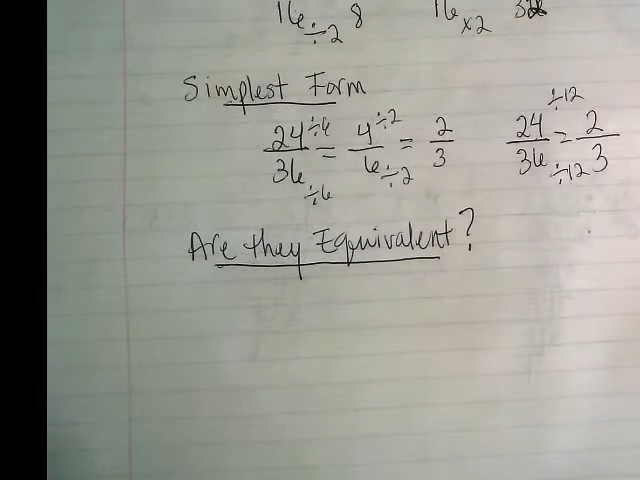 16 ÷2 8 16 ×2 32
Simplest Form
24/36 ÷6/÷6 = 4/6 ÷2/÷2 = 2/3 24/36 ÷12/÷12 = 2/3
Are they Equivalent?